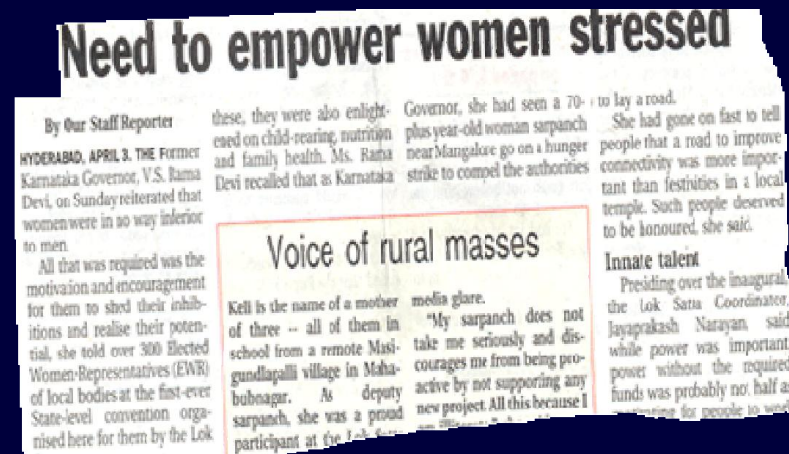 Need to empower women stressed
By Our Staff Reporter
HYDERABAD, APRIL 3. THE Former
Karnataka Governor, V.S. Rama
Devi, on Sunday reiterated that
women were in no way inferior
to men.
All that was required was the
motivation and encouragement
for them to shed their inhib-
itions and realise their poten-
tial, she told over 300 Elected
Women-Representatives (EWR)
of local bodies at the first-ever
State-level convention orga-
nised here for them by the Lok
these, they were also enlight-
ened on child-rearing, nutrition
and family health. Ms. Rama
Devi recalled that as Karnataka
Governor, she had seen a 70-
plus year-old woman sarpanch
near Mangalore go on a hunger
strike to compel the authorities
to lay a road.
She had gone on fast to tell
people that a road to improve
connectivity was more impor-
tant than festivities in a local
temple. Such people deserved
to be honoured, she said.
Innate talent
Presiding over the inaugural,
the Lok Satta Coordinator,
Jayaprakash Narayan, said
while power was important
power without the required
funds was probably not half as
for people to work
Voice of rural masses
Kell is the name of a mother
of three -- all of them in
school from a remote Masi-
gundlapalli village in Maha-
bubnagar. As deputy
sarpanch, she was a proud
participant at the Lok
media glare.
"My sarpanch does not
take me seriously and dis-
courages me from being pro-
active by not supporting any
new project. All this because I